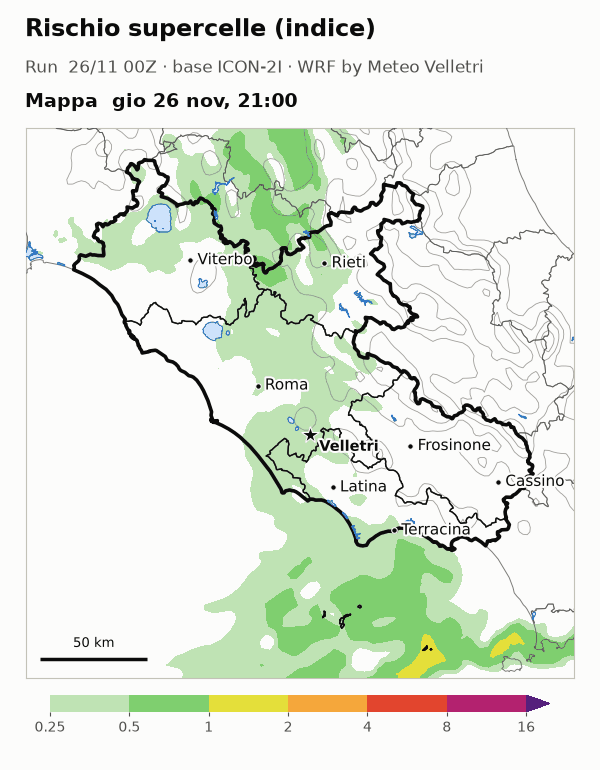 Rischio supercelle (indice)
Run  26/11 00Z · base ICON-2I · WRF by Meteo Velletri
Mappa  gio 26 nov, 21:00
Viterbo
Rieti
Roma
Velletri
Frosinone
Latina
Cassino
Terracina
50 km
0.25 0.5 1 2 4 8 16